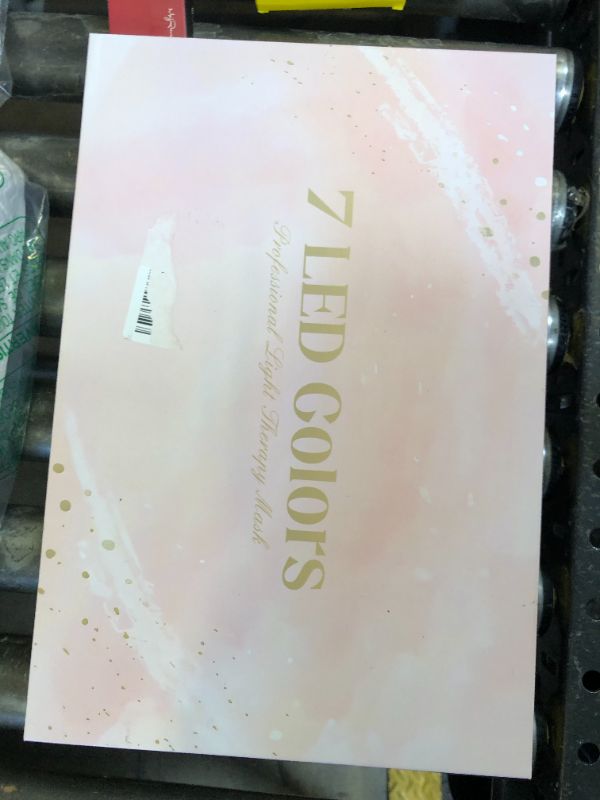 7 LED Colors
Professional Light Therapy Mask